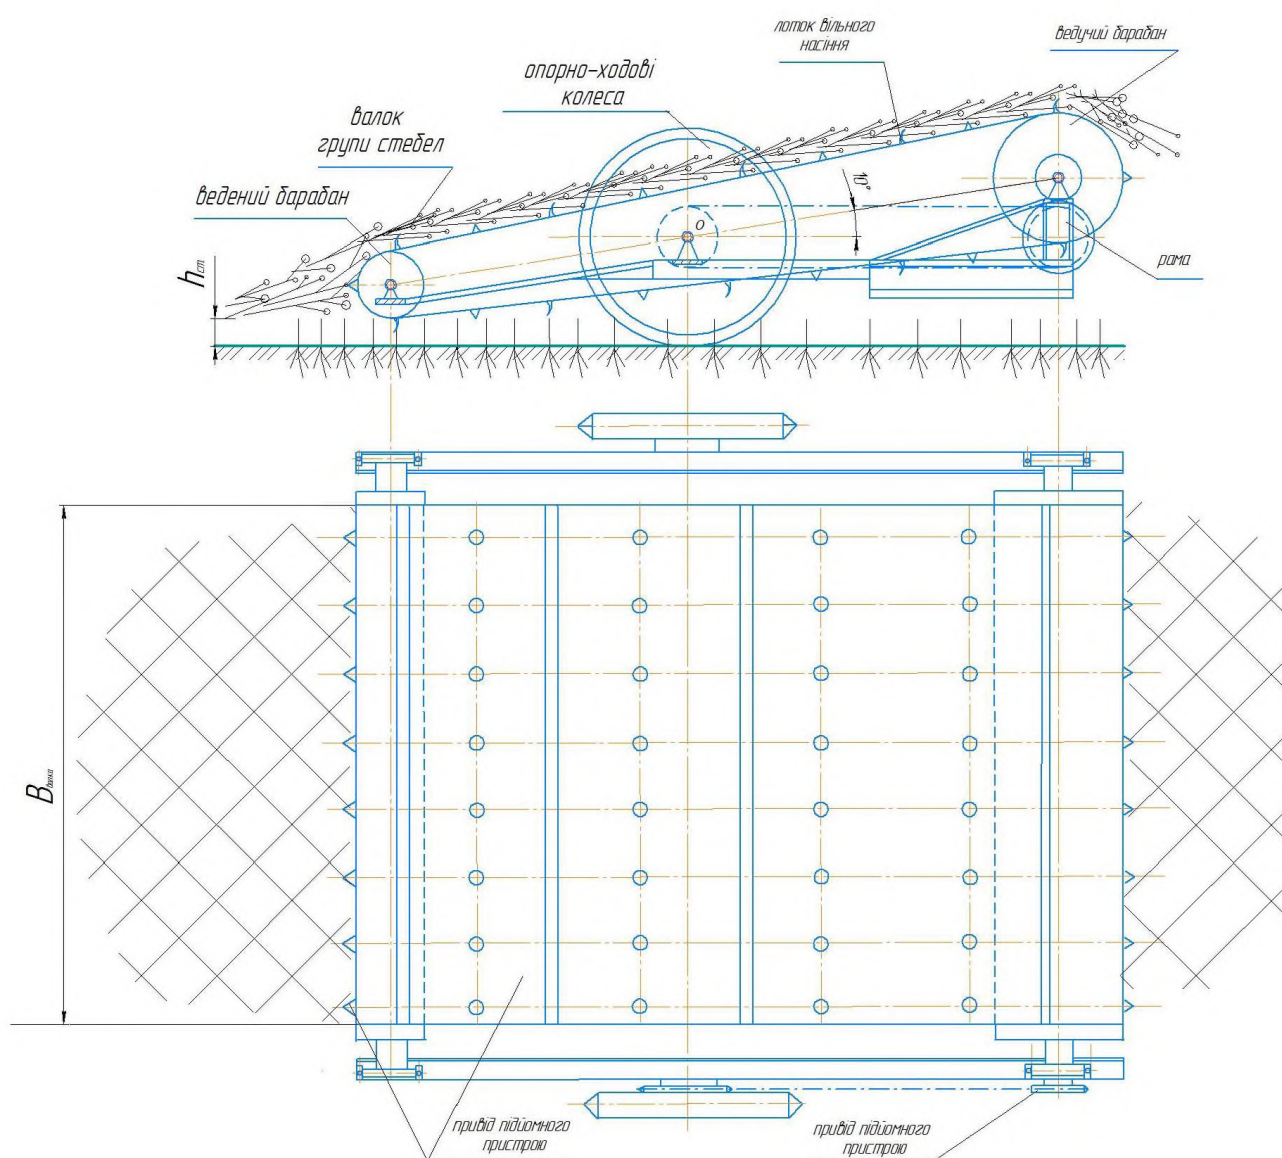 лоток вільного
насіння
ведучий барабан
опорно-ходові
колеса
валок
групи стебел
ведений барабан
10°
О
hст
рама
Bвалка
привід підйомного
пристрою
привід підйомного
пристрою